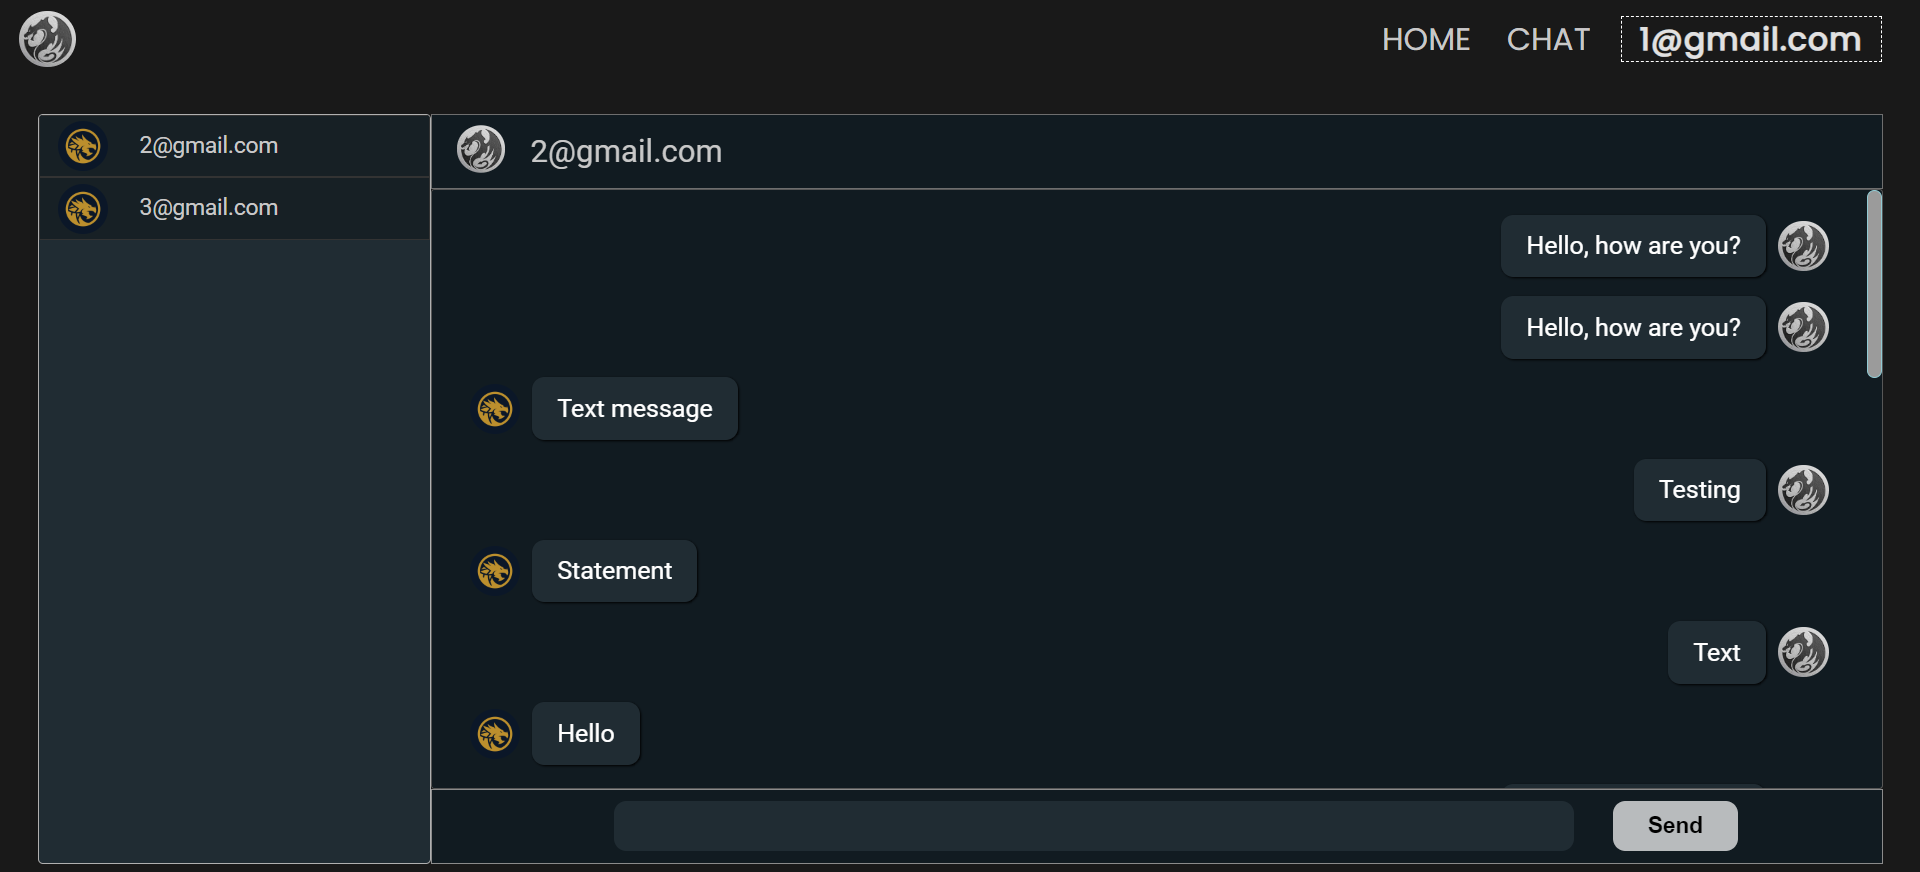 HOME CHAT 1@gmail.com
2@gmail.com
3@gmail.com
2@gmail.com
Hello, how are you?
Hello, how are you?
Text message
Testing
Statement
Text
Hello
Send